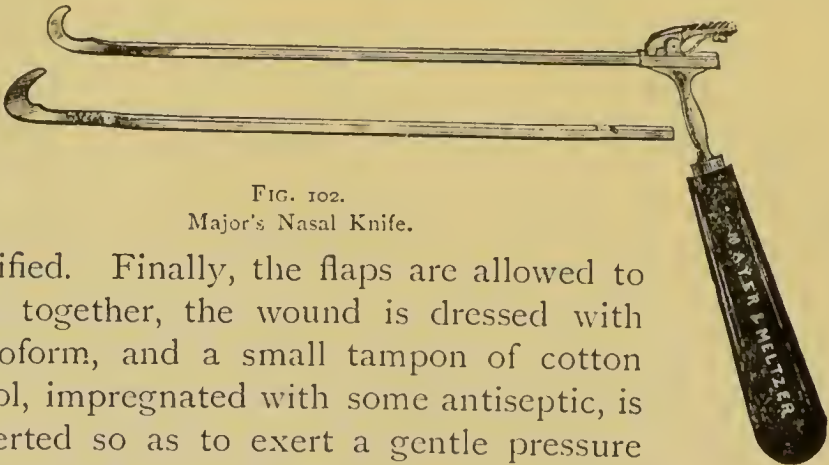 MAYER & MELTZER
FIG. 102.
Major's Nasal Knife.
ified. Finally, the flaps are allowed to
together, the wound is dressed with
oform, and a small tampon of cotton
ol, impregnated with some antiseptic, is
erted so as to exert a gentle pressure